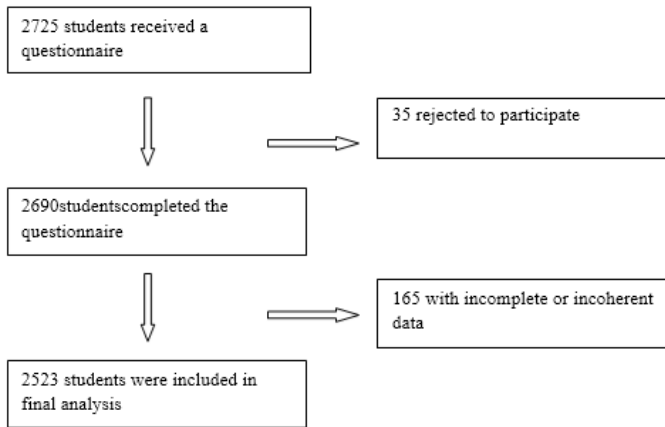 2725 students received a
questionnaire
35 rejected to participate
2690studentscompleted the
questionnaire
165 with incomplete or incoherent
data
2523 students were included in
final analysis